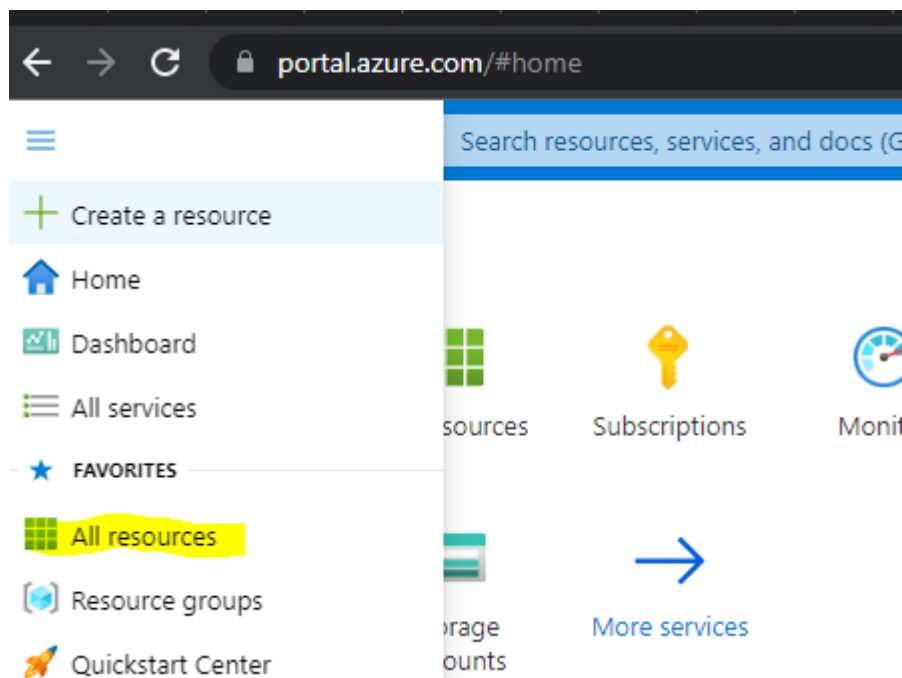 portal.azure.com/#home
Search resources, services, and docs (G
Create a resource
Home
Dashboard
All services
FAVORITES
All resources
Resource groups
Quickstart Center
sources
Subscriptions
Monit
orage
ounts
More services